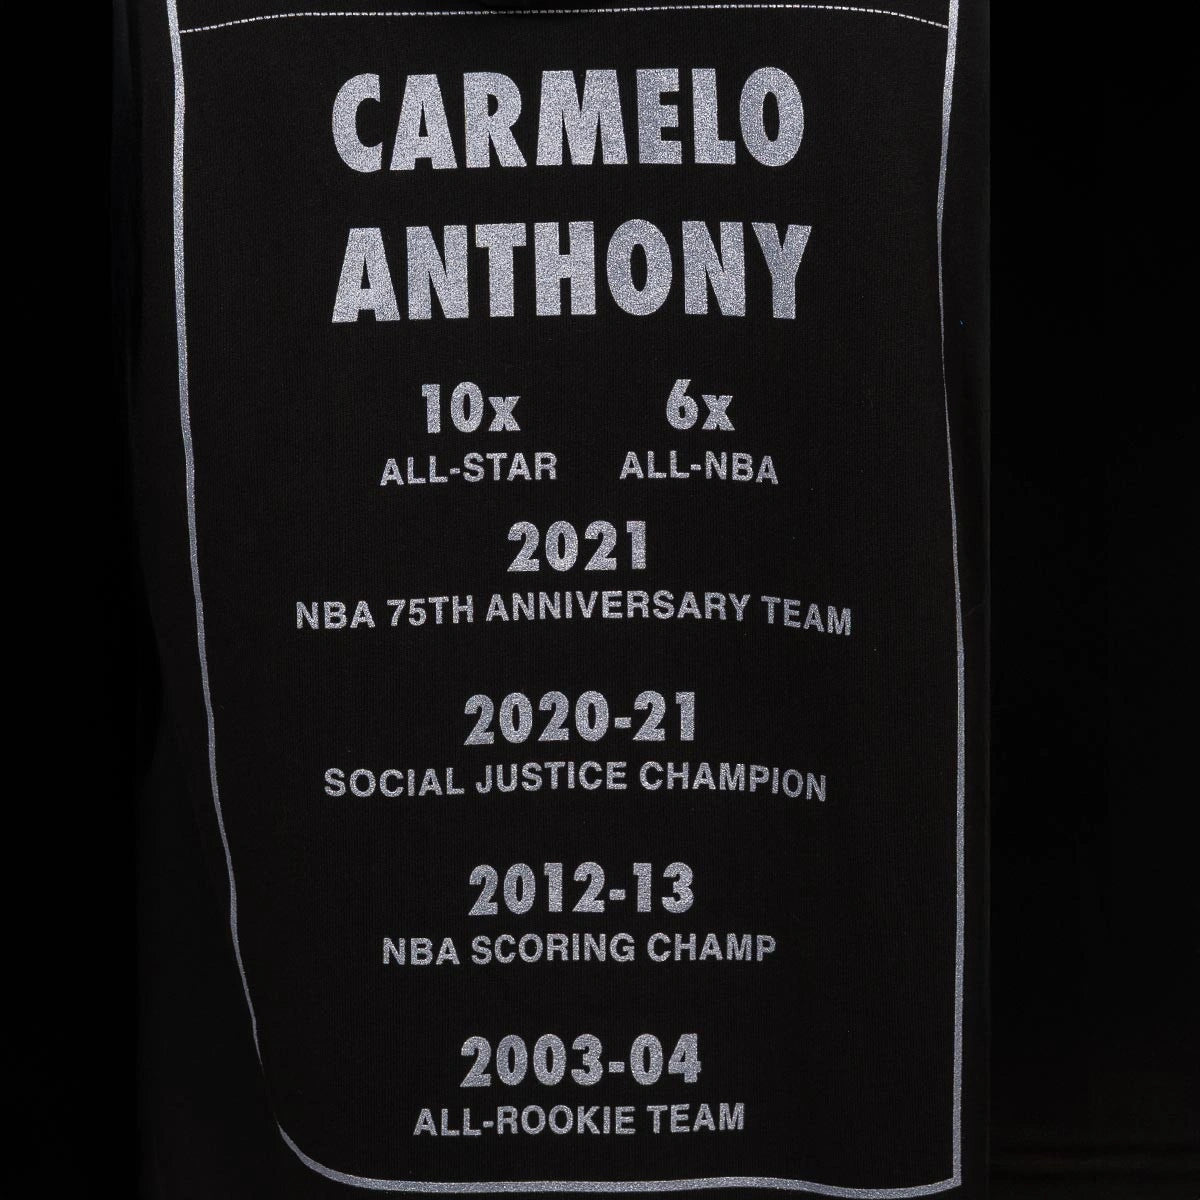 CARMELO
ANTHONY
10x 6x
ALL-STAR ALL-NBA
2021
NBA 75TH ANNIVERSARY TEAM
2020-21
SOCIAL JUSTICE CHAMPION
2012-13
NBA SCORING CHAMP
2003-04
ALL-ROOKIE TEAM